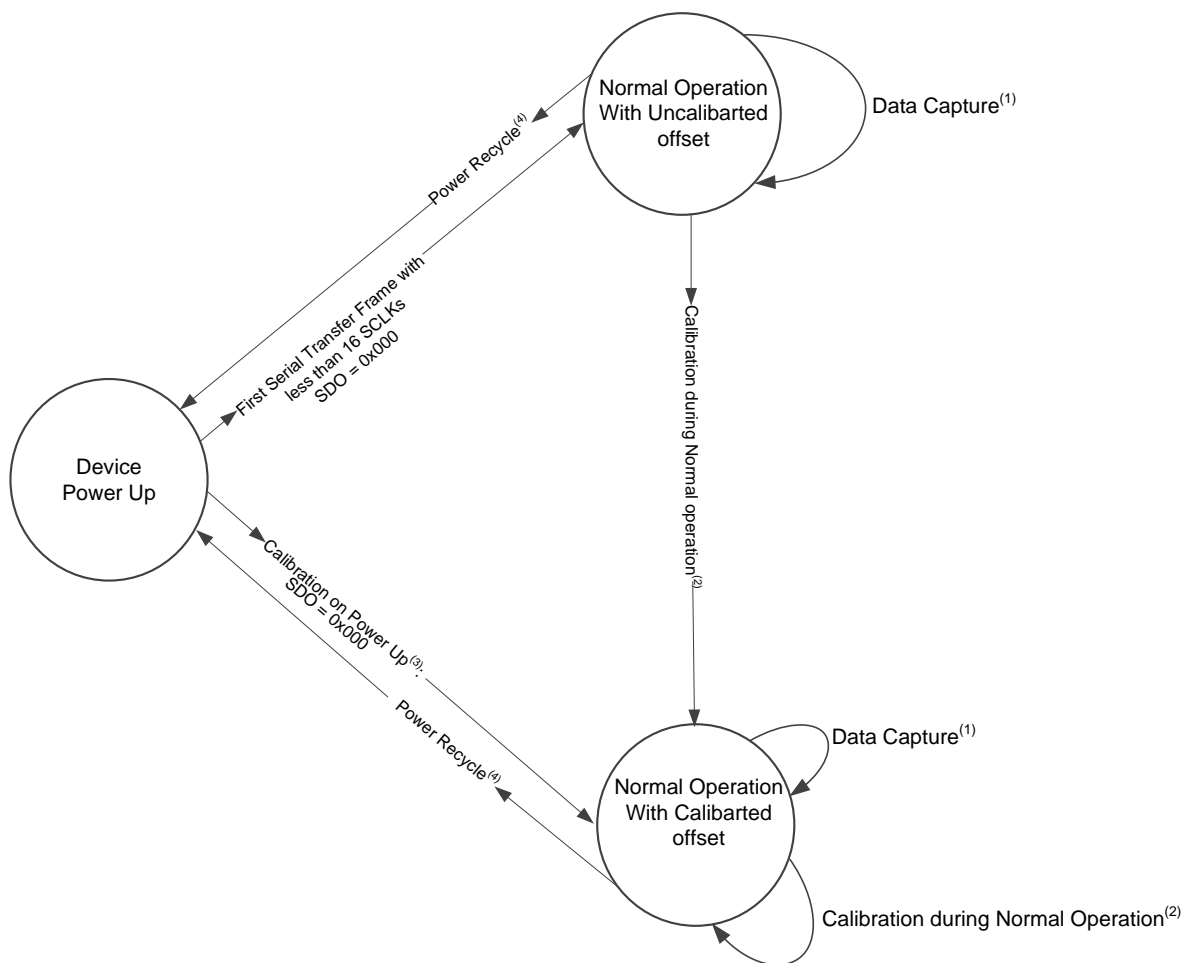 Normal Operation
With Uncalibarted
offset
Data Capture(1)
Power Recycle(4)
First Serial Transfer Frame with
less than 16 SCLKs
SDO = 0x000
Calibration during Normal operation(2)
Device
Power Up
Calibration on Power Up(3):
SDO = 0x000
Power Recycle(4)
Normal Operation
With Calibarted
offset
Data Capture(1)
Calibration during Normal Operation(2)